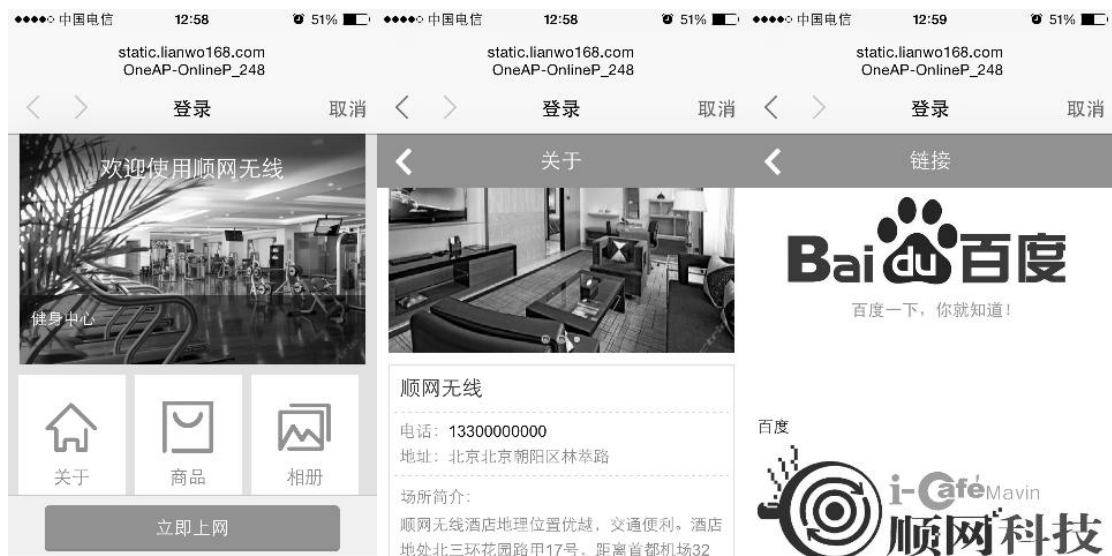 中国电信 12:58 51%
static.lianwo168.com
OneAP-OnlineP_248
登录 取消
欢迎使用顺网无线
健身中心
关于 商品 相册
立即上网
中国电信 12:58 51%
static.lianwo168.com
OneAP-OnlineP_248
登录 取消
关于
顺网无线
电话: 13300000000
地址: 北京北京朝阳区林萃路
场所简介:
顺网无线酒店地理位置优越，交通便利。酒店
地处北三环花园路甲17号，距离首都机场32
中国电信 12:59 51%
static.lianwo168.com
OneAP-OnlineP_248
登录 取消
链接
Bai du 百度
百度一下，你就知道!
百度
i-Café Mavin
顺网科技